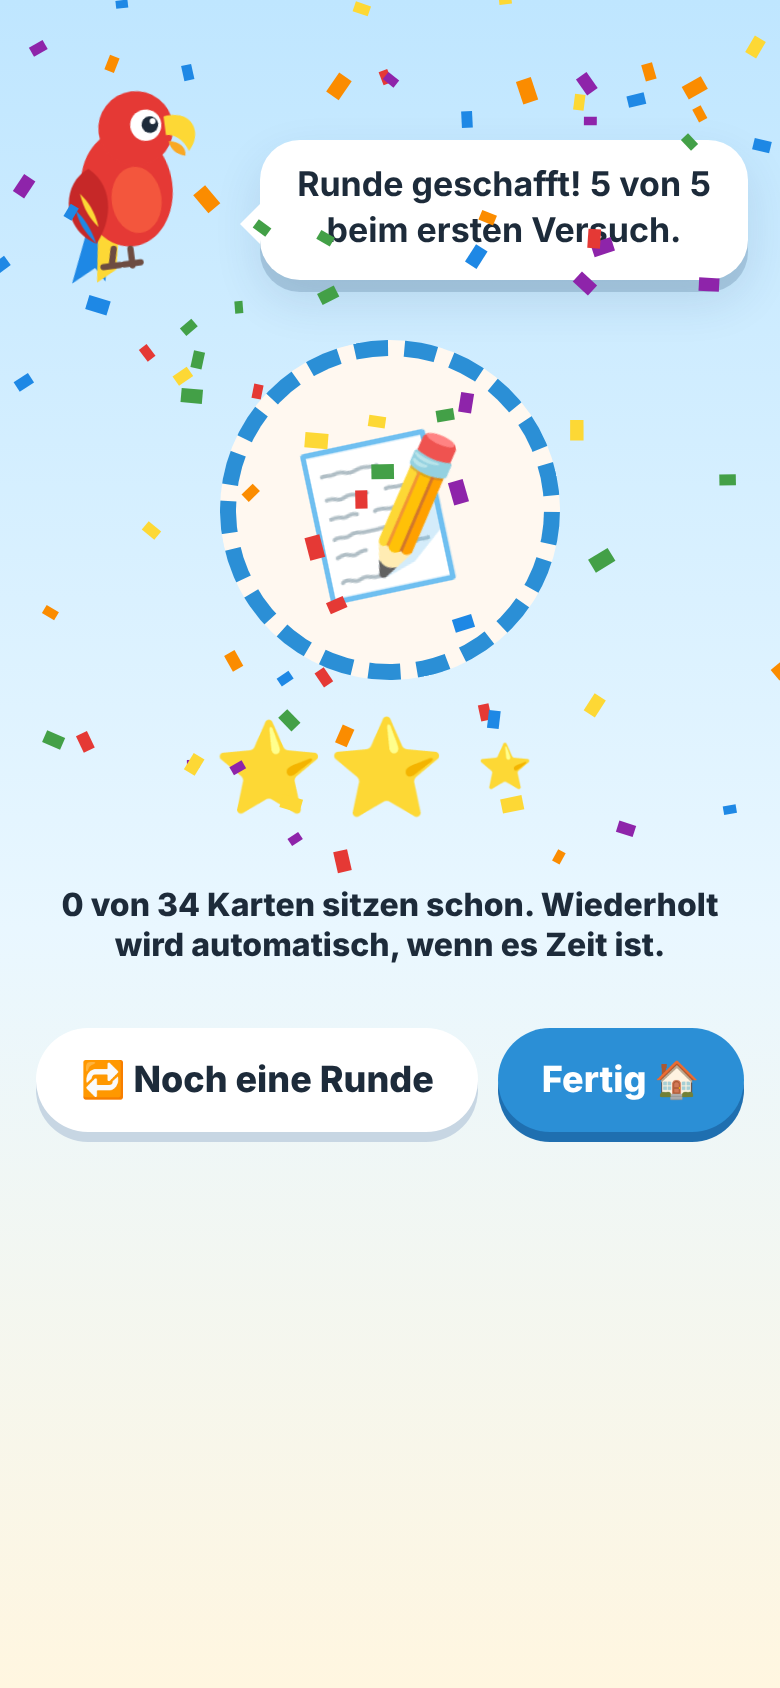 Runde geschafft! 5 von 5
beim ersten Versuch.
0 von 34 Karten sitzen schon. Wiederholt
wird automatisch, wenn es Zeit ist.
Noch eine Runde
Fertig